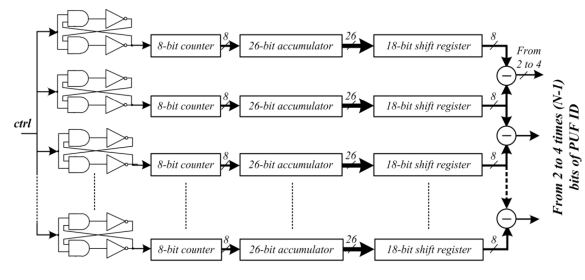 8-bit counter 8 26-bit accumulator 26 18-bit shift register 8
From
2 to 4
8-bit counter 8 26-bit accumulator 26 18-bit shift register 8
ctrl
8-bit counter 8 26-bit accumulator 26 18-bit shift register 8
8-bit counter 8 26-bit accumulator 26 18-bit shift register 8
From 2 to 4 times (N-1)
bits of PUF ID